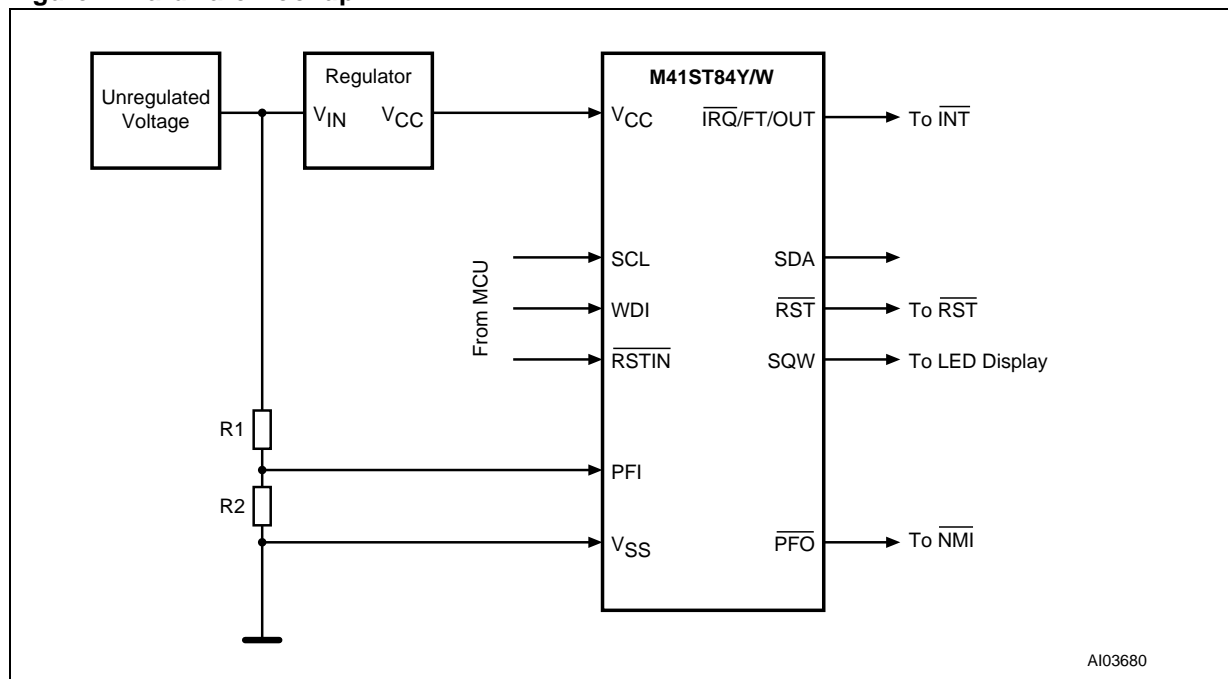 Unregulated
Voltage
Regulator
VIN VCC
M41ST84Y/W
VCC
IRQ/FT/OUT
To INT
From MCU
SCL
SDA
WDI
RST
To RST
RSTIN
SQW
To LED Display
R1
PFI
R2
VSS
PFO
To NMI
AI03680